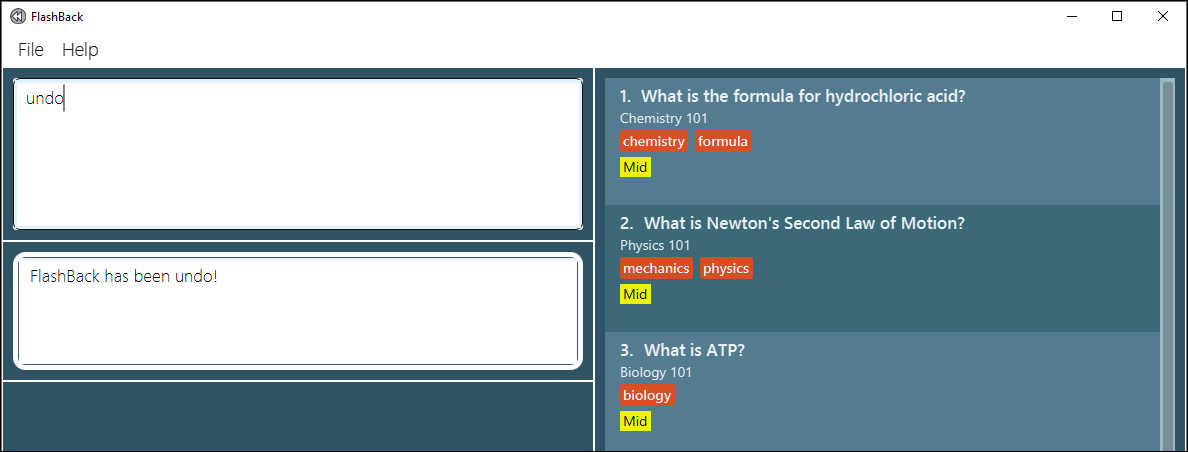 FlashBack
File Help
undo
FlashBack has been undo!
1. What is the formula for hydrochloric acid?
Chemistry 101
chemistry formula
Mid
2. What is Newton's Second Law of Motion?
Physics 101
mechanics physics
Mid
3. What is ATP?
Biology 101
biology
Mid